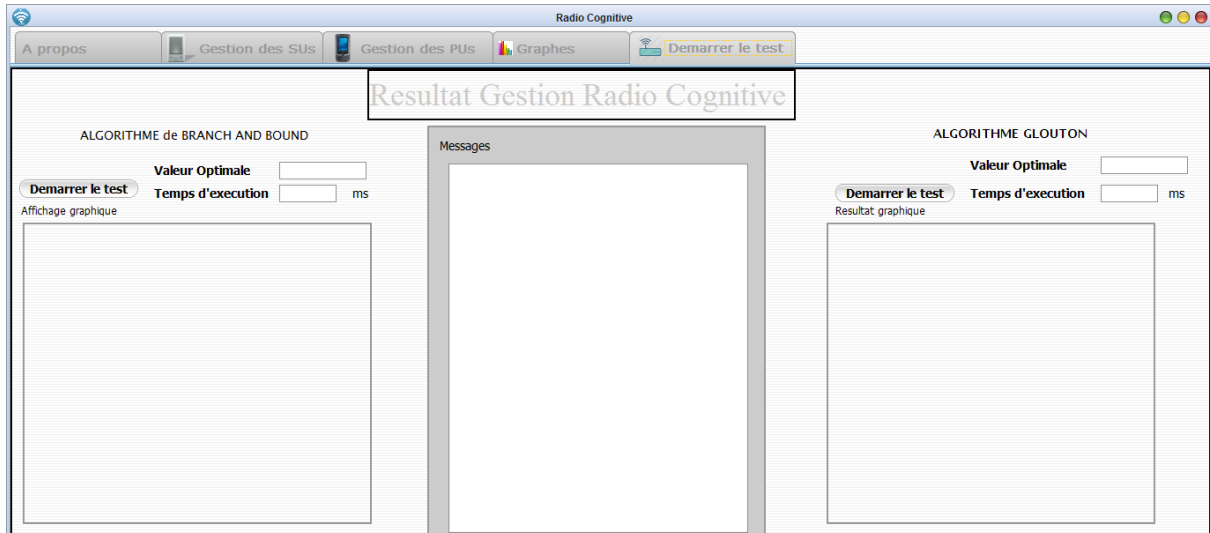 Radio Cognitive
A propos
Gestion des SUs
Gestion des PUs
Graphes
Demarrer le test
Resultat Gestion Radio Cognitive
ALGORITHME de BRANCH AND BOUND
Valeur Optimale
Demarrer le test
Temps d'execution
ms
Affichage graphique
Messages
ALGORITHME GLOUTON
Valeur Optimale
Demarrer le test
Temps d'execution
ms
Resultat graphique